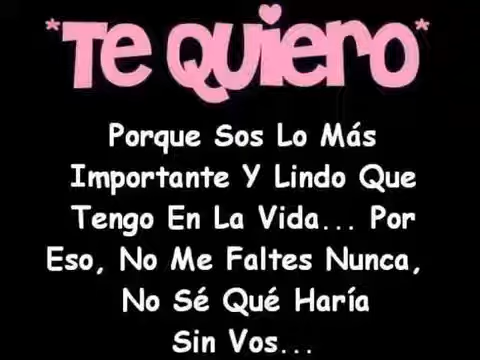 *Te Quiero*
Porque Sos Lo Más
Importante Y Lindo Que
Tengo En La Vida... Por
Eso, No Me Faltes Nunca,
No Sé Qué Haría
Sin Vos...